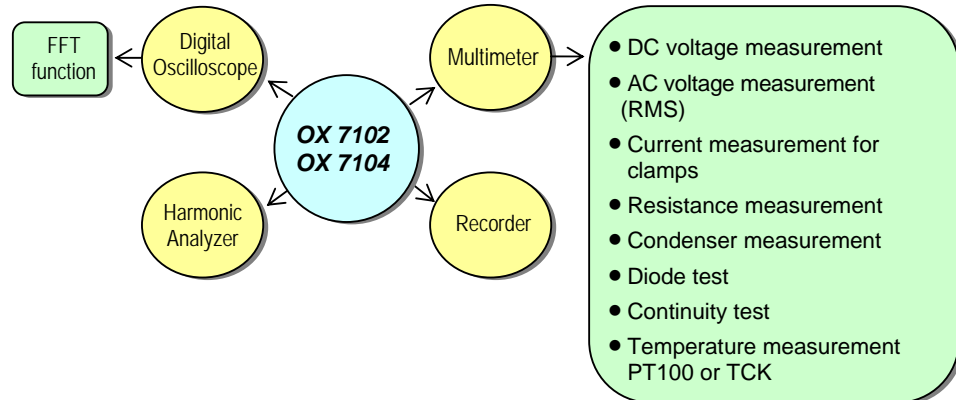 FFT
function
Digital
Oscilloscope
Multimeter
OX 7102
OX 7104
Harmonic
Analyzer
Recorder
● DC voltage measurement
● AC voltage measurement
(RMS)
● Current measurement for
clamps
● Resistance measurement
● Condenser measurement
● Diode test
● Continuity test
● Temperature measurement
PT100 or TCK